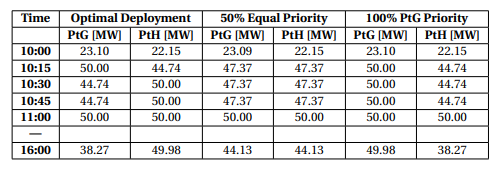 Time Optimal Deployment 50% Equal Priority 100% PtG Priority
PtG [MW] PtH [MW] PtG [MW] PtH [MW] PtG [MW] PtH [MW]
10:00 23.10 22.15 23.09 22.15 23.10 22.15
10:15 50.00 44.74 47.37 47.37 50.00 44.74
10:30 44.74 50.00 47.37 47.37 50.00 44.74
10:45 44.74 50.00 47.37 47.37 50.00 44.74
11:00 50.00 50.00 50.00 50.00 50.00 50.00
—
16:00 38.27 49.98 44.13 44.13 49.98 38.27